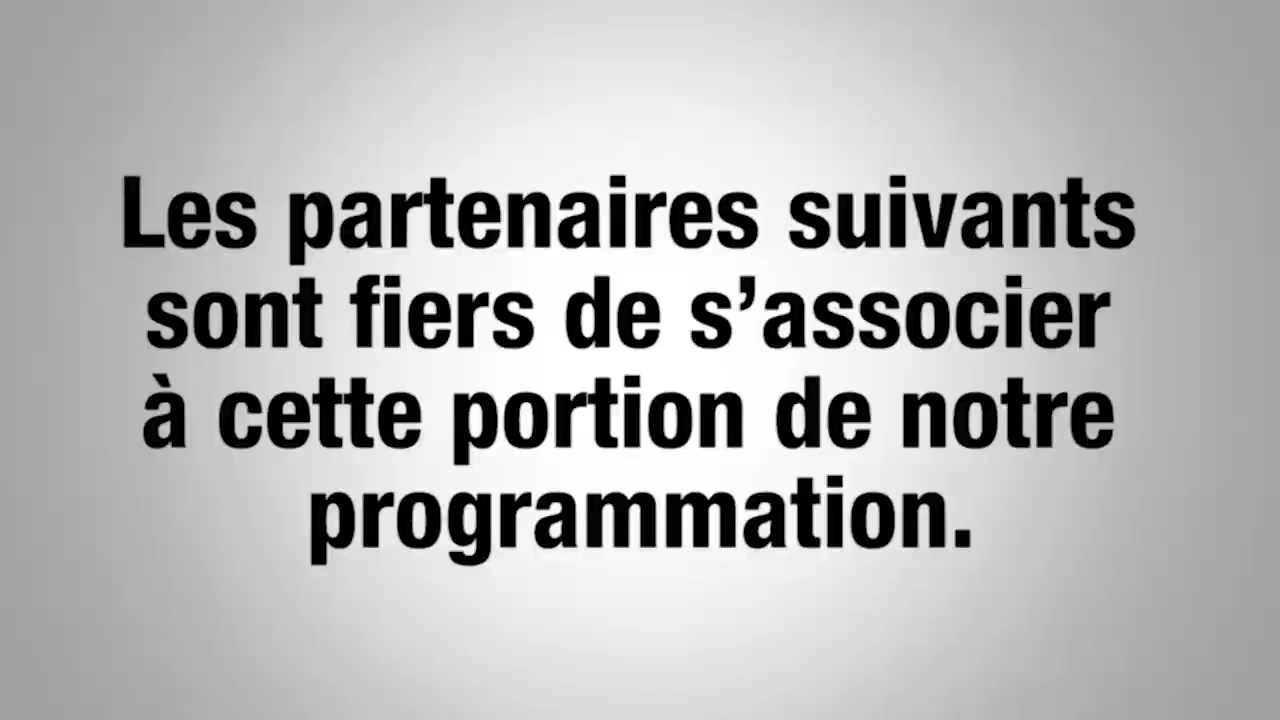 Les partenaires suivants
sont fiers de s’associer
à cette portion de notre
programmation.